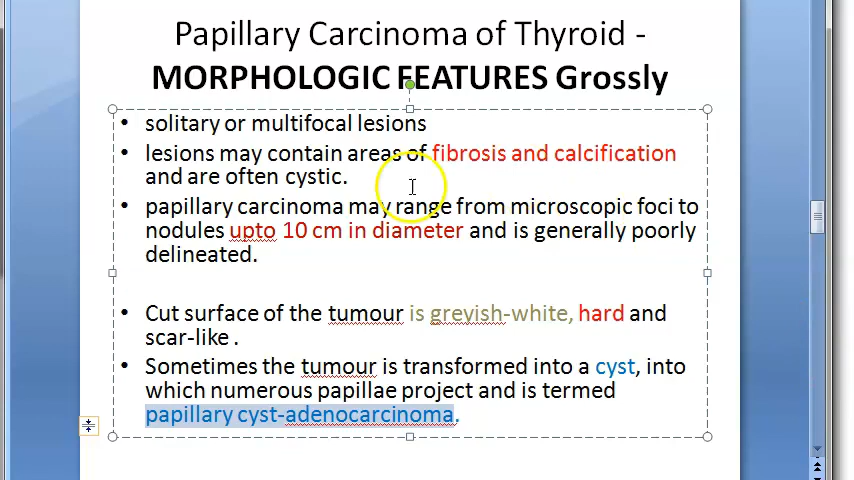 Papillary Carcinoma of Thyroid -
MORPHOLOGIC FEATURES Grossly
• solitary or multifocal lesions
• lesions may contain areas of fibrosis and calcification
and are often cystic.
• papillary carcinoma may range from microscopic foci to
nodules upto 10 cm in diameter and is generally poorly
delineated.
• Cut surface of the tumour is greyish-white, hard and
scar-like .
• Sometimes the tumour is transformed into a cyst, into
which numerous papillae project and is termed
papillary cyst-adenocarcinoma.